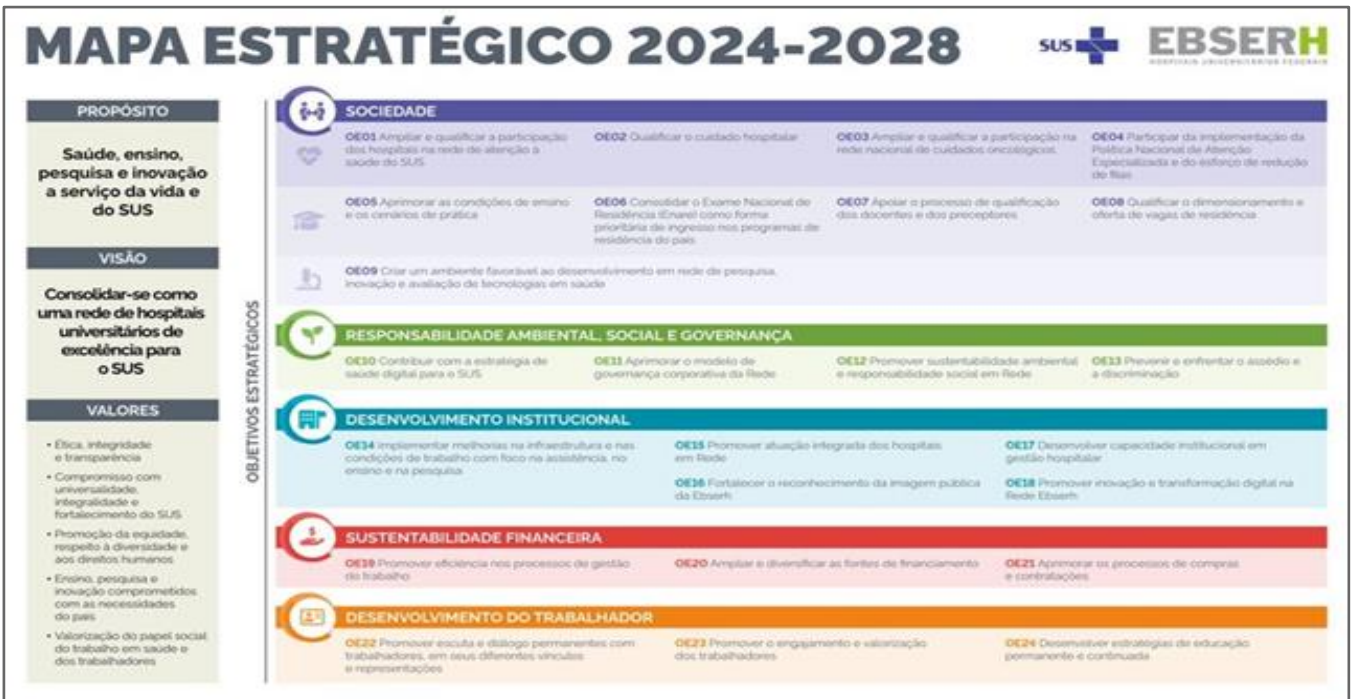 MAPA ESTRATÉGICO 2024-2028
SUS
EBSERH
HOSPITAIS UNIVERSITÁRIOS FEDERAIS
PROPÓSITO
Saúde, ensino,
pesquisa e inovação
a serviço da vida e
do SUS
VISÃO
Consolidar-se como
uma rede de hospitais
universitários de
excelência para
o SUS
VALORES
• Ética, integridade
e transparência
• Compromisso com
universalidade,
integralidade e
fortalecimento do SUS
• Promoção da equidade,
respeito à diversidade e
aos direitos humanos
• Ensino, pesquisa e
inovação comprometidos
com as necessidades
do país
• Valorização do papel social
do trabalho em saúde e
dos trabalhadores
OBJETIVOS ESTRATÉGICOS
SOCIEDADE
OE01 Ampliar e qualificar a participação
dos hospitais na rede de atenção à
saúde do SUS
OE02 Qualificar o cuidado hospitalar
OE03 Ampliar e qualificar a participação na
rede nacional de cuidados oncológicos
OE04 Participar da implementação da
Política Nacional de Atenção
Especializada e do esforço de redução
de filas
OE05 Aprimorar as condições de ensino
e os cenários de prática
OE06 Consolidar o Exame Nacional de
Residência (Enare) como forma
prioritária de ingresso nos programas de
residência do país
OE07 Apoiar o processo de qualificação
dos docentes e dos preceptores
OE08 Qualificar o dimensionamento e
oferta de vagas de residência
OE09 Criar um ambiente favorável ao desenvolvimento em rede de pesquisa,
inovação e avaliação de tecnologias em saúde
RESPONSABILIDADE AMBIENTAL, SOCIAL E GOVERNANÇA
OE10 Contribuir com a estratégia de
saúde digital para o SUS
OE11 Aprimorar o modelo de
governança corporativa da Rede
OE12 Promover sustentabilidade ambiental
e responsabilidade social em Rede
OE13 Prevenir e enfrentar o assédio e
a discriminação
DESENVOLVIMENTO INSTITUCIONAL
OE14 Implementar melhorias na infraestrutura e nas
condições de trabalho com foco na assistência, no
ensino e na pesquisa
OE15 Promover atuação integrada dos hospitais
em Rede
OE16 Fortalecer o reconhecimento da imagem pública
da Ebserh
OE17 Desenvolver capacidade institucional em
gestão hospitalar
OE18 Promover inovação e transformação digital na
Rede Ebserh
SUSTENTABILIDADE FINANCEIRA
OE19 Promover eficiência nos processos de gestão
do trabalho
OE20 Ampliar e diversificar as fontes de financiamento
OE21 Aprimorar os processos de compras
e contratações
DESENVOLVIMENTO DO TRABALHADOR
OE22 Promover escuta e diálogo permanentes com
trabalhadores, em seus diferentes vínculos
e representações
OE23 Promover o engajamento e valorização
dos trabalhadores
OE24 Desenvolver estratégias de educação
permanente e continuada